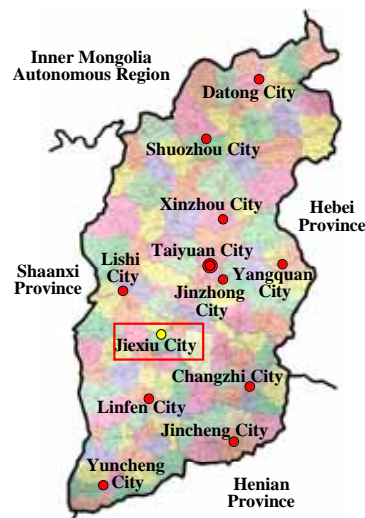 Inner Mongolia
Autonomous Region
Datong City
Shuozhou City
Xinzhou City
Hebei
Province
Taiyuan City
Lishi
City
Shaanxi
Province
Yangquan
City
Jinzhong
City
Jiexiu City
Changzhi City
Linfen City
Jincheng City
Yuncheng
City
Henian
Province